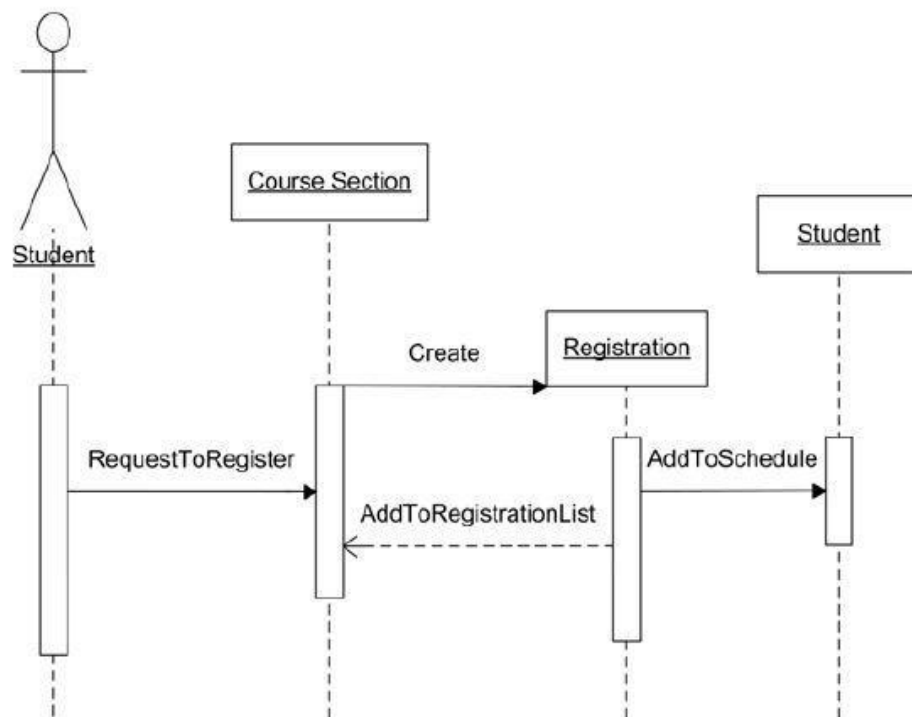 Course Section
Student
Student
Registration
Create
RequestToRegister
AddToSchedule
AddToRegistrationList